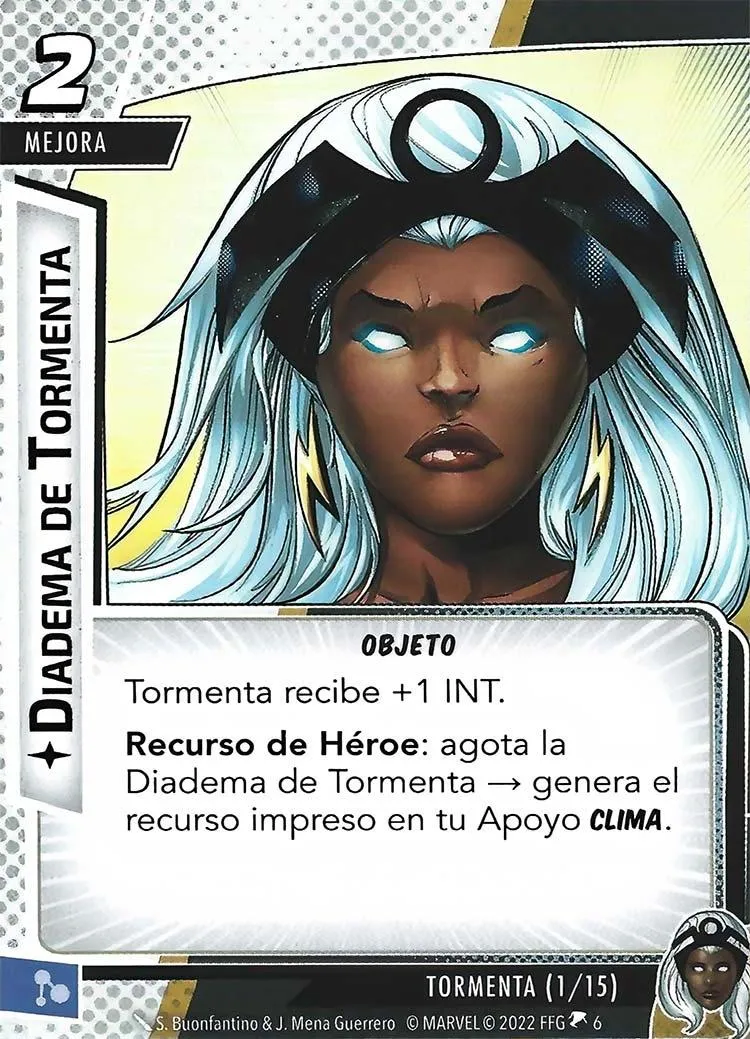 2
MEJORA
DIADEMA DE TORMENTA
OBJETO
Tormenta recibe +1 INT.
Recurso de Héroe: agota la
Diadema de Tormenta → genera el
recurso impreso en tu Apoyo CLIMA.
TORMENTA (1/15)
S. Buonfantino & J. Mena Guerrero © MARVEL © 2022 FFG 6